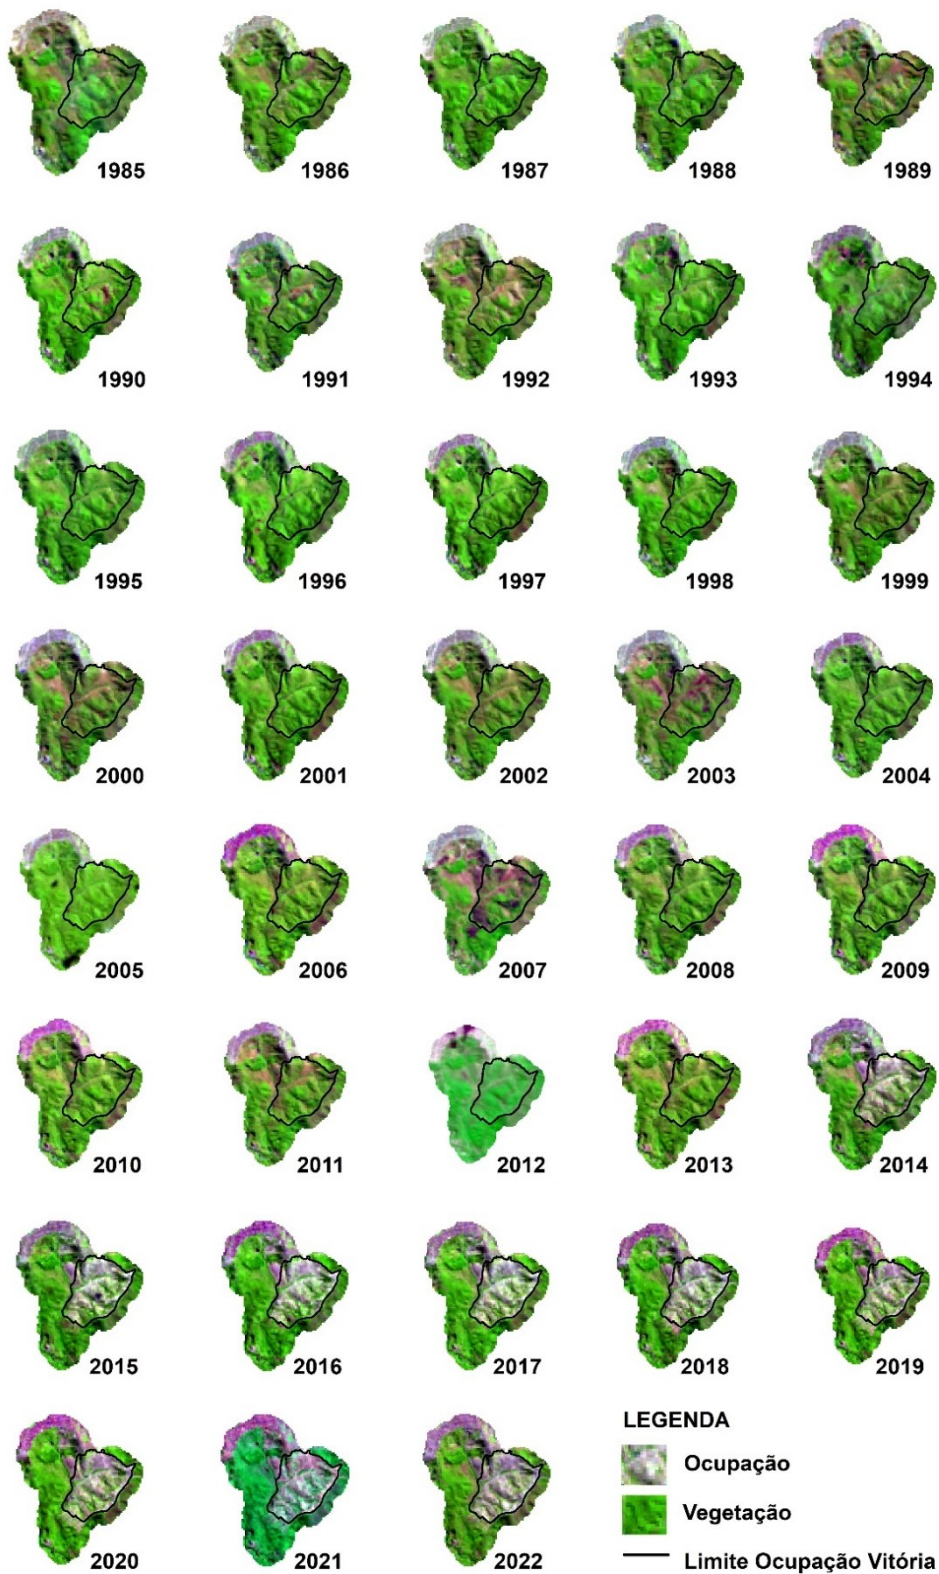 1985 1986 1987 1988 1989
1990 1991 1992 1993 1994
1995 1996 1997 1998 1999
2000 2001 2002 2003 2004
2005 2006 2007 2008 2009
2010 2011 2012 2013 2014
2015 2016 2017 2018 2019
2020 2021 2022
LEGENDA
Ocupação
Vegetação
Limite Ocupação Vitória